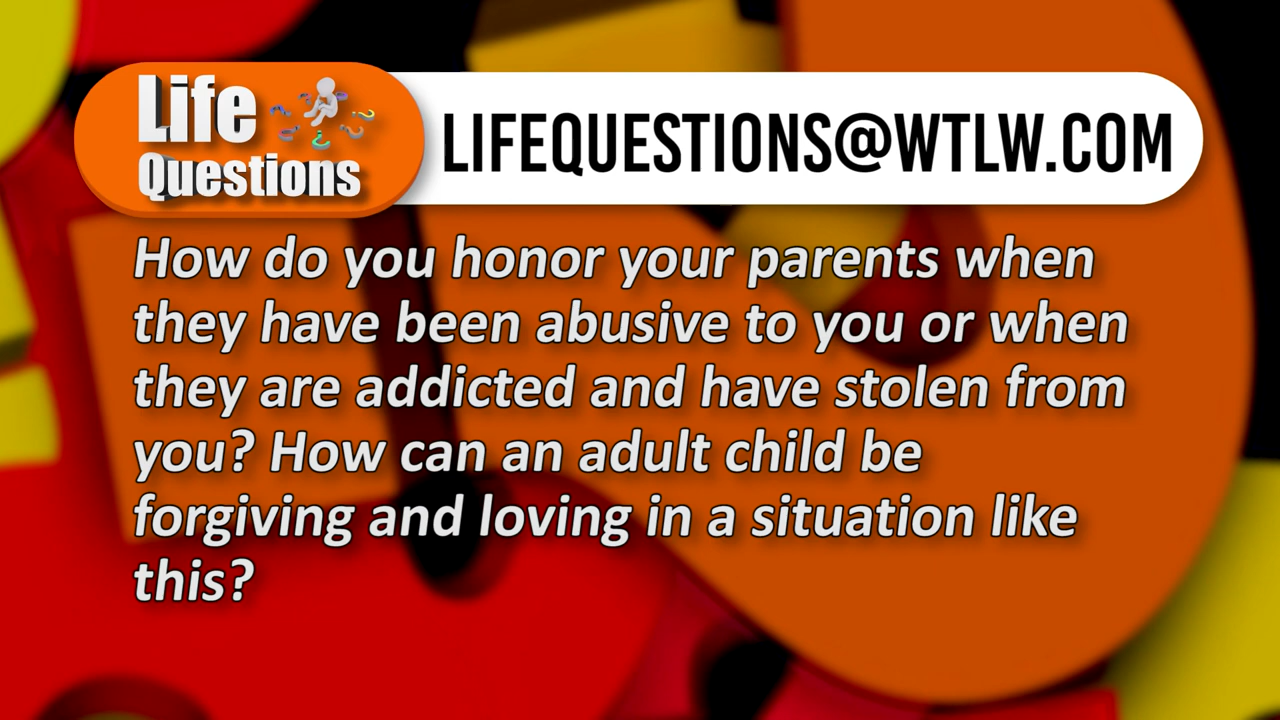 Life
Questions
LIFEQUESTIONS@WTLW.COM
How do you honor your parents when
they have been abusive to you or when
they are addicted and have stolen from
you? How can an adult child be
forgiving and loving in a situation like
this?